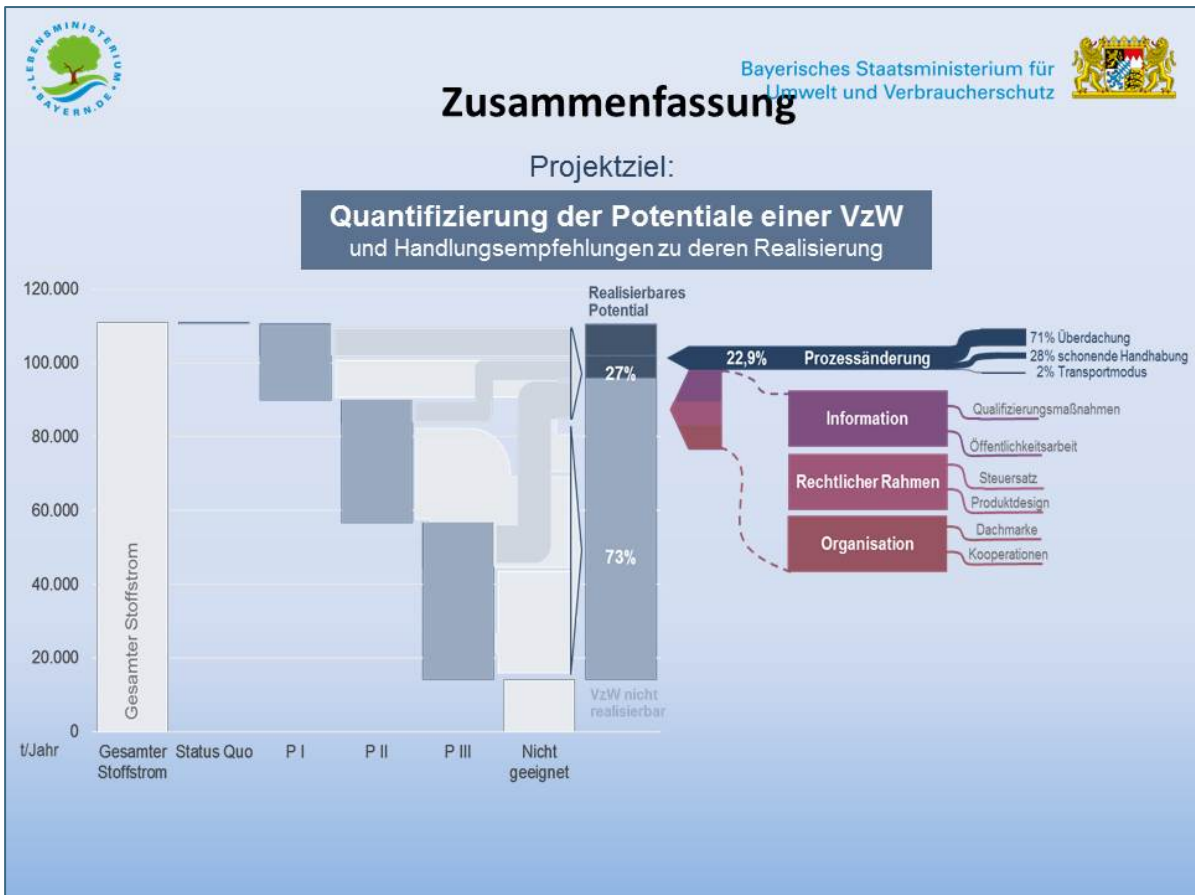 LEBENSMINISTERIUM
BAYERN.DE
Bayerisches Staatsministerium für
Umwelt und Verbraucherschutz
Zusammenfassung
Projektziel:
Quantifizierung der Potentiale einer VzW
und Handlungsempfehlungen zu deren Realisierung
120.000
100.000
80.000
60.000
40.000
20.000
0
t/Jahr
Gesamter Stoffstrom
Gesamter
Stoffstrom
Status Quo
P I
P II
P III
Nicht
geeignet
Realisierbares
Potential
27%
73%
VzW nicht
realisierbar
22,9%
Prozessänderung
71% Überdachung
28% schonende Handhabung
2% Transportmodus
Information
Qualifizierungsmaßnahmen
Öffentlichkeitsarbeit
Rechtlicher Rahmen
Steuersatz
Produktdesign
Organisation
Dachmarke
Kooperationen